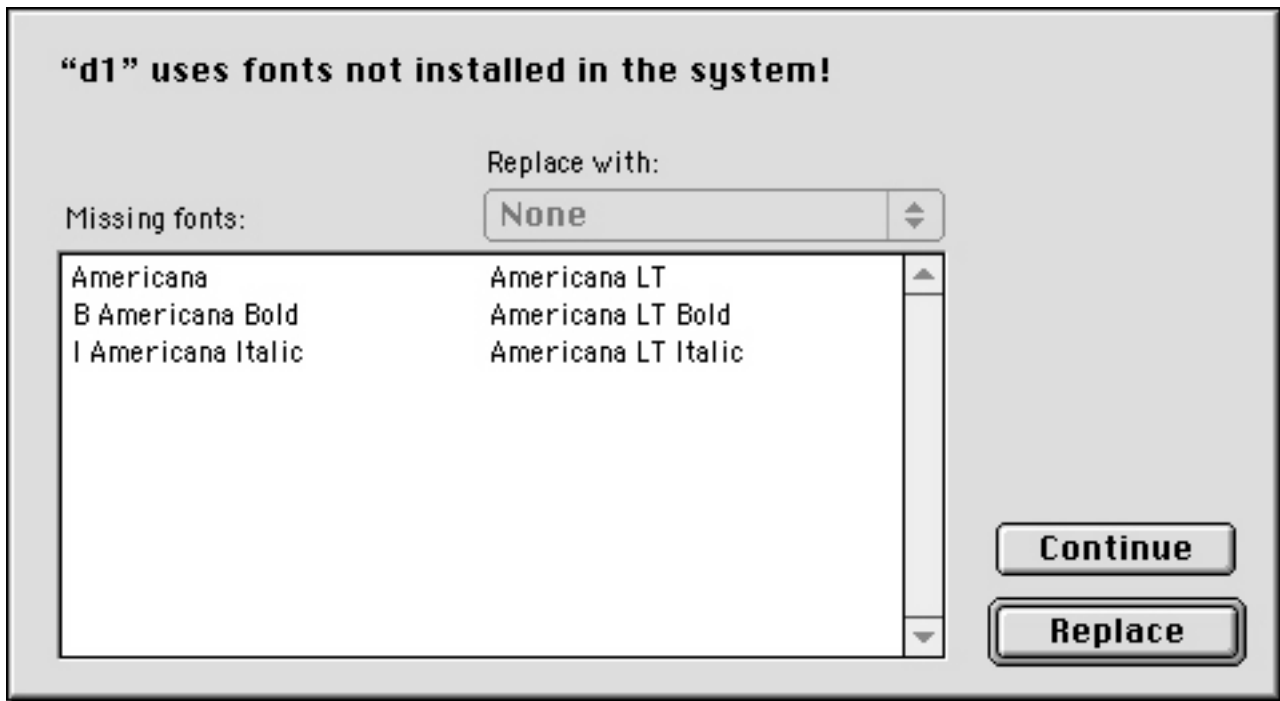 “d1” uses fonts not installed in the system!
Replace with:
None
Missing fonts:
Americana Americana LT
B Americana Bold Americana LT Bold
I Americana Italic Americana LT Italic
Continue
Replace